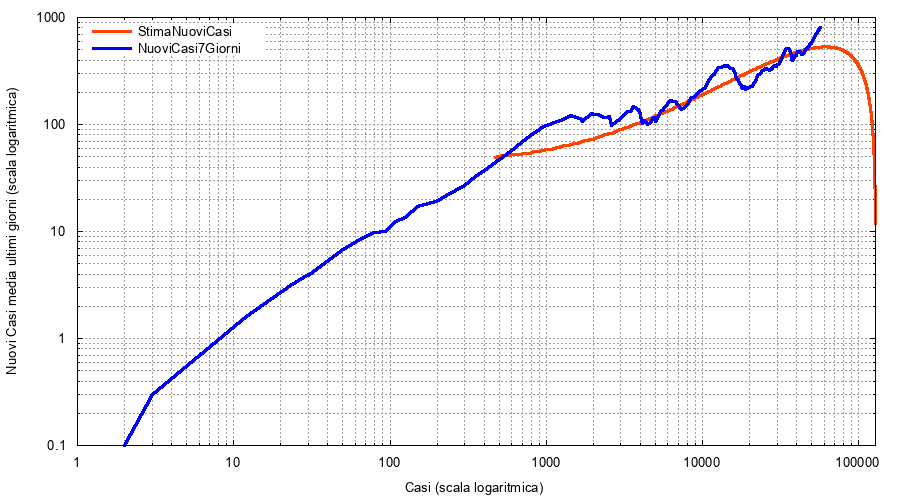 1000
StimaNuoviCasi
NuoviCasi7Giorni
100
10
1
0.1
Nuovi Casi media ultimi giorni (scala logaritmica)
1 10 100 1000 10000 100000
Casi (scala logaritmica)